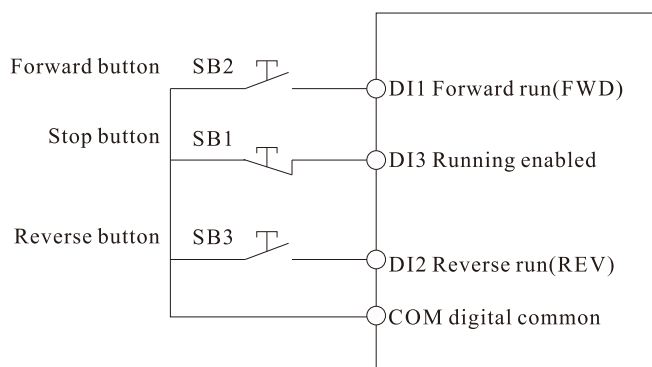 Forward button SB2
DI1 Forward run(FWD)
Stop button SB1
DI3 Running enabled
Reverse button SB3
DI2 Reverse run(REV)
COM digital common